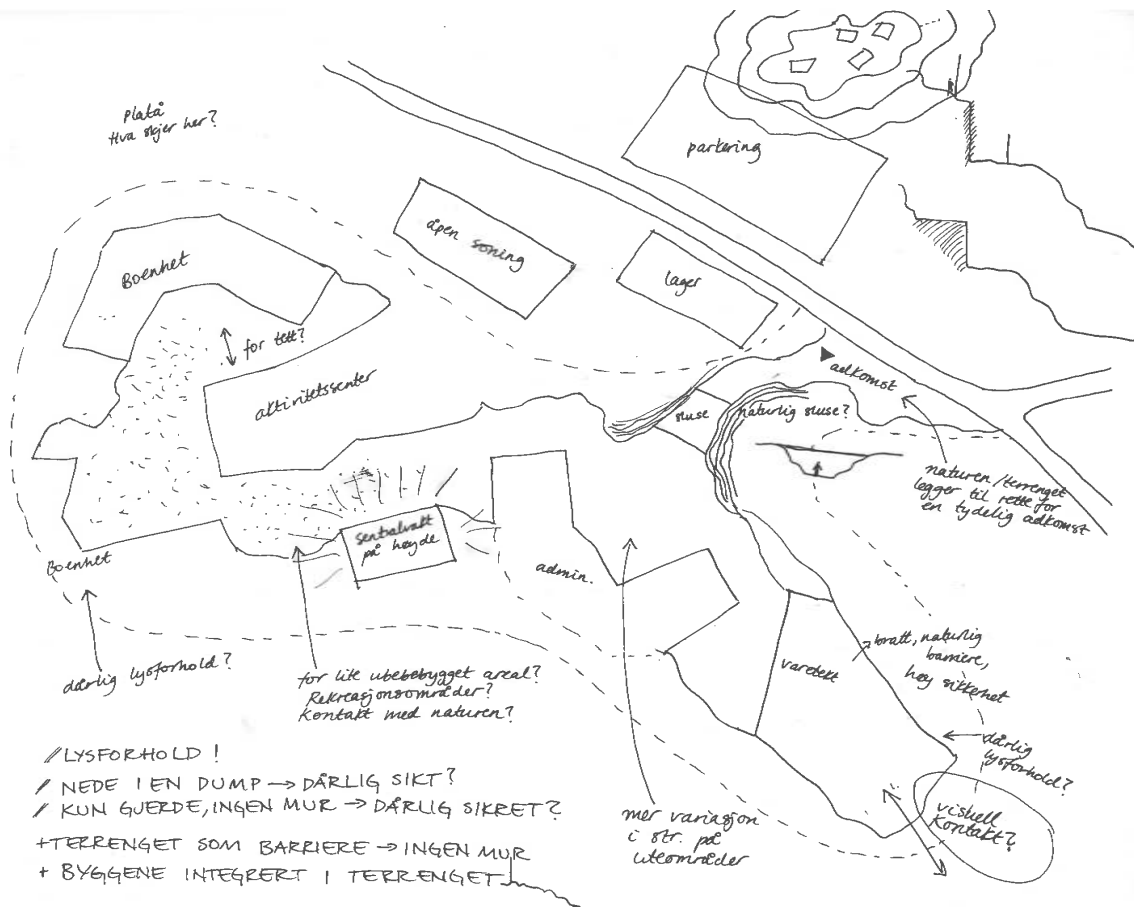 Platå
Hva skjer her?
parkering
åpen soning
lager
Boenhet
for tett?
aktivitetssenter
adkomst
sluse
naturlig sluse?
naturen/terrenget
legger til rette for
en tydelig adkomst
sentralvakt
på høyde
admin.
Boenhet
dårlig lysforhold?
for lite ubebebygget areal?
Rekreasjonsområder?
Kontakt med naturen?
varetekt
bratt, naturlig
barriere,
høy sikkerhet
dårlig
lysforhold?
visuell
Kontakt?
mer variasjon
i str. på
uteområder
// LYSFORHOLD !
/ NEDE I EN DUMP → DÅRLIG SIKT?
/ KUN GJERDE, INGEN MUR → DÅRLIG SIKRET?
+ TERRENGET SOM BARRIERE → INGEN MUR
+ BYGGENE INTEGRERT I TERRENGET